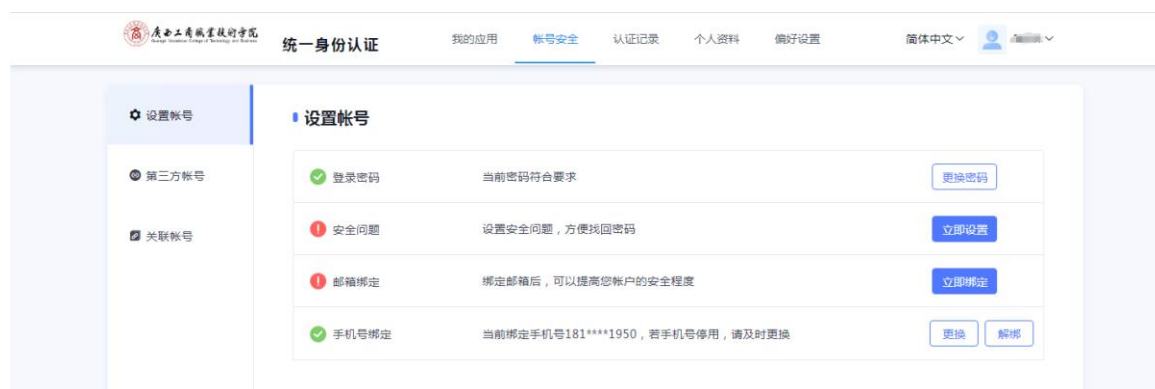 广西工商职业技术学院
统一身份认证
我的应用 帐号安全 认证记录 个人资料 偏好设置 简体中文
设置帐号
第三方帐号
关联帐号
设置帐号
登录密码 当前密码符合要求 更换密码
安全问题 设置安全问题，方便找回密码 立即设置
邮箱绑定 绑定邮箱后，可以提高您帐户的安全程度 立即绑定
手机号绑定 当前绑定手机号181****1950，若手机号停用，请及时更换 更换 解绑